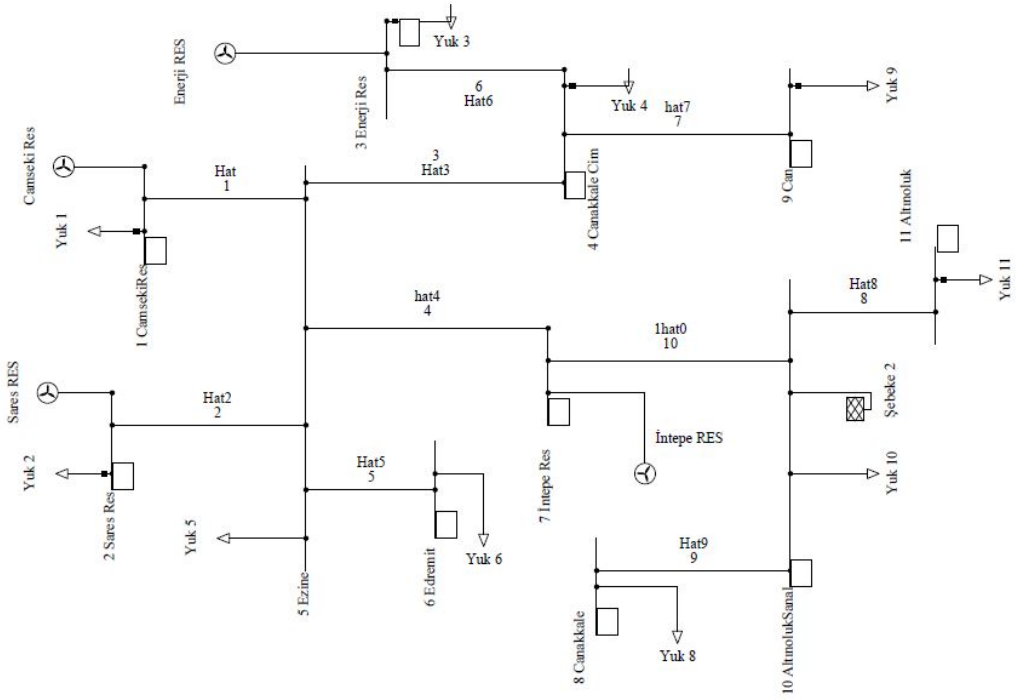 Enerji RES
Yuk 3
3 Enerji Res
6
Hat6
Yuk 4
hat7
7
Yuk 9
9 Can
Camseki Res
Hat
1
Yuk 1
1 CamsekiRes
3
Hat3
4 Canakkale Cim
11 Altınoluk
Hat8
8
Yuk 11
hat4
4
1hat0
10
Sares RES
Hat2
2
Yuk 2
2 Sares Res
Şebeke 2
İntepe RES
7 İntepe Res
Yuk 10
Hat5
5
Yuk 5
Yuk 6
6 Edremit
5 Ezine
Hat9
9
8 Canakkale
Yuk 8
10 AltınolukSanal